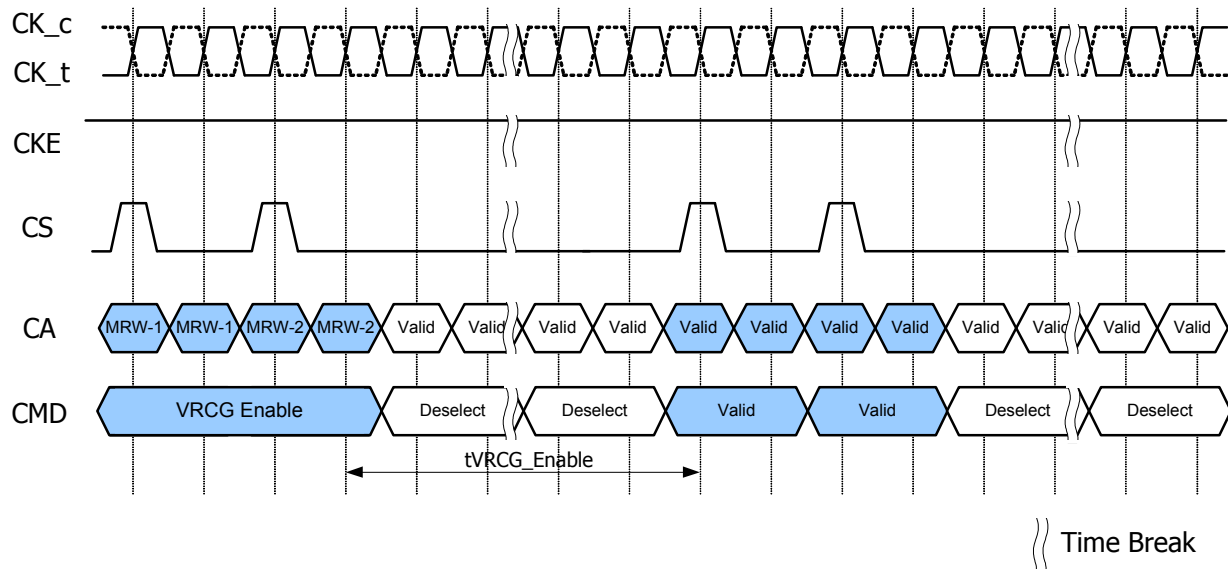 CK_c
CK_t
CKE
CS
CA MRW-1 MRW-1 MRW-2 MRW-2 Valid Valid Valid Valid Valid Valid Valid Valid Valid Valid Valid Valid
CMD VRCG Enable Deselect Deselect Valid Valid Deselect Deselect
tVRCG_Enable
Time Break